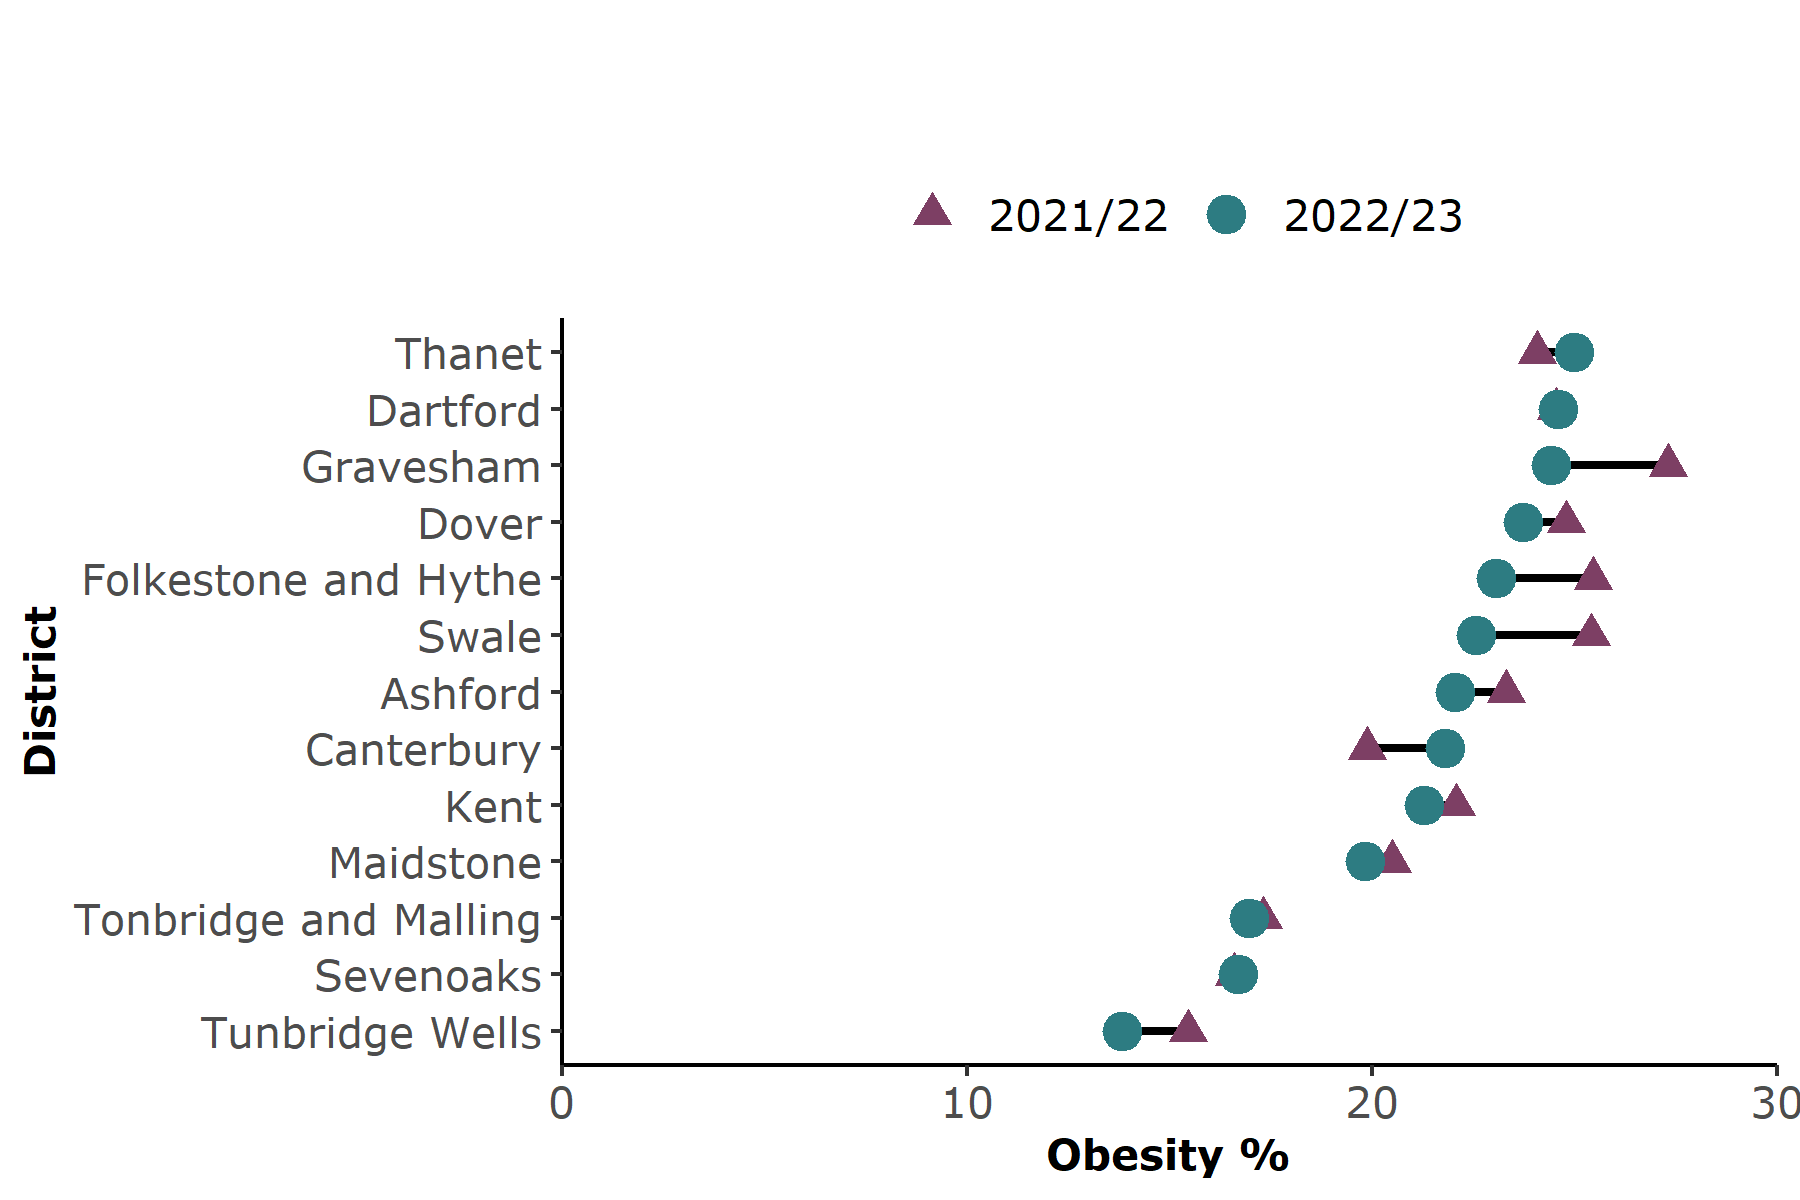 2021/22 2022/23
Thanet
Dartford
Gravesham
Dover
Folkestone and Hythe
Swale
Ashford
Canterbury
Kent
Maidstone
Tonbridge and Malling
Sevenoaks
Tunbridge Wells
District
0 10 20 30
Obesity %